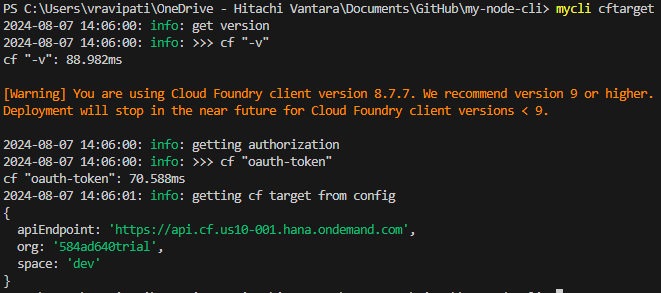 PS C:\Users\vravipati\OneDrive - Hitachi Vantara\Documents\GitHub\my-node-cli> mycli cftarget
2024-08-07 14:06:00: info: get version
2024-08-07 14:06:00: info: >>> cf "-v"
cf "-v": 88.982ms
[Warning] You are using Cloud Foundry client version 8.7.7. We recommend version 9 or higher.
Deployment will stop in the near future for Cloud Foundry client versions < 9.
2024-08-07 14:06:00: info: getting authorization
2024-08-07 14:06:00: info: >>> cf "oauth-token"
cf "oauth-token": 70.588ms
2024-08-07 14:06:01: info: getting cf target from config
{
  apiEndpoint: 'https://api.cf.us10-001.hana.ondemand.com',
  org: '584ad640trial',
  space: 'dev'
}